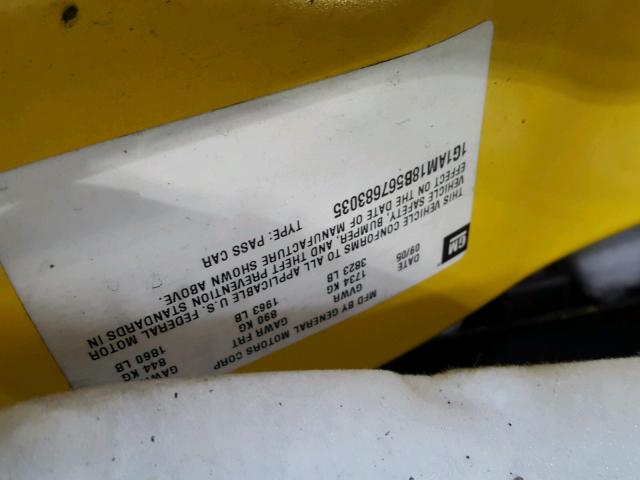 GM
MFD BY GENERAL MOTORS CORP
DATE GVWR GAWR FRT GAWR
09/05 1734 KG 890 KG 844 KG
3823 LB 1963 LB 1860 LB
THIS VEHICLE CONFORMS TO ALL APPLICABLE U.S. FEDERAL MOTOR
VEHICLE SAFETY, BUMPER, AND THEFT PREVENTION STANDARDS IN
EFFECT ON THE DATE OF MANUFACTURE SHOWN ABOVE.
1G1AM18B567683035 TYPE: PASS CAR